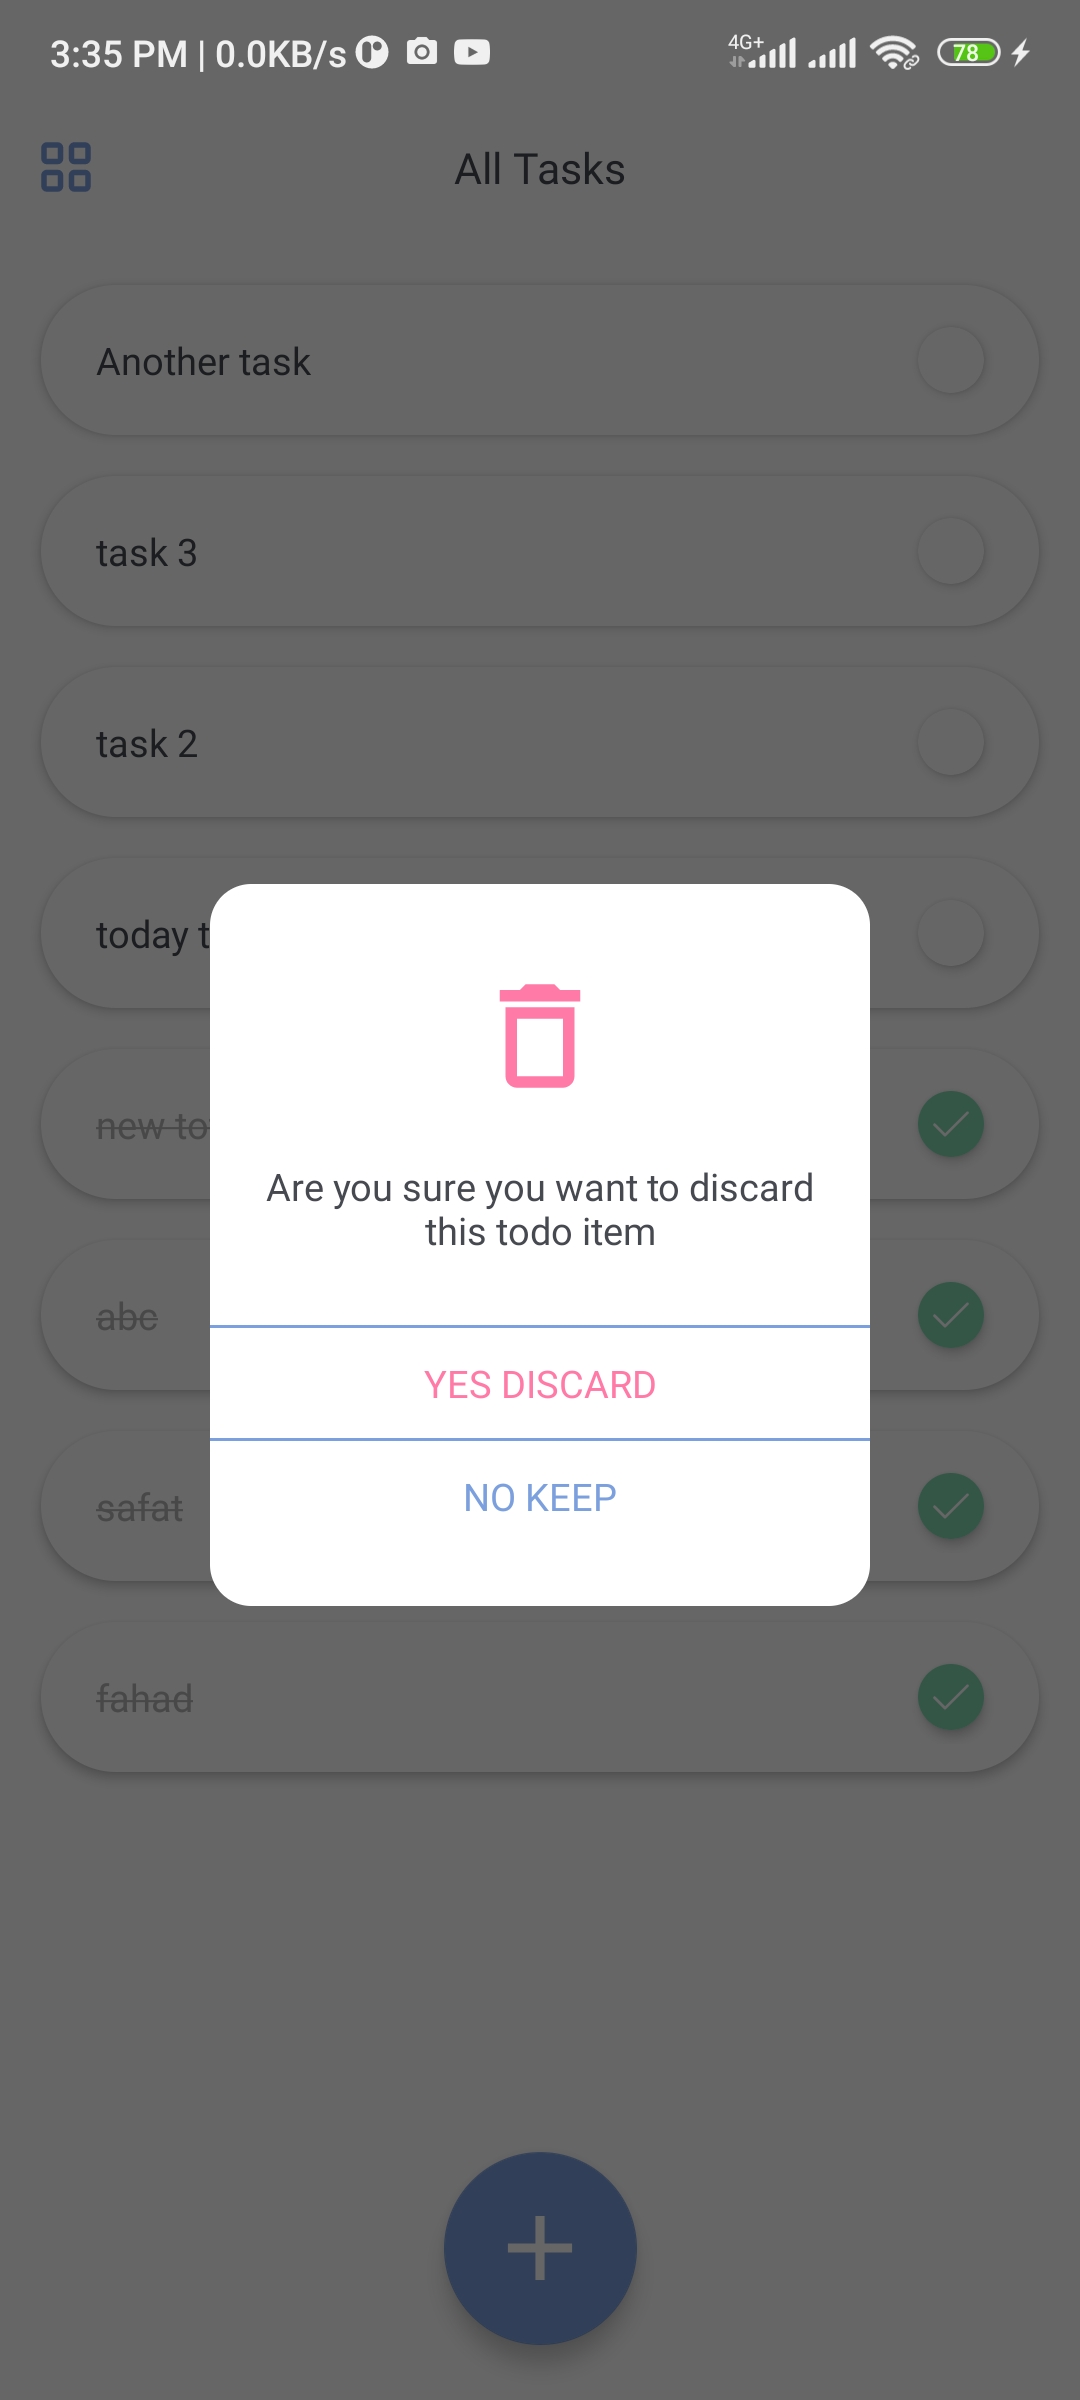 3:35 PM | 0.0KB/s
4G+
78
All Tasks
Another task
task 3
task 2
today t
new to
Are you sure you want to discard
this todo item
abc
YES DISCARD
NO KEEP
safat
fahad